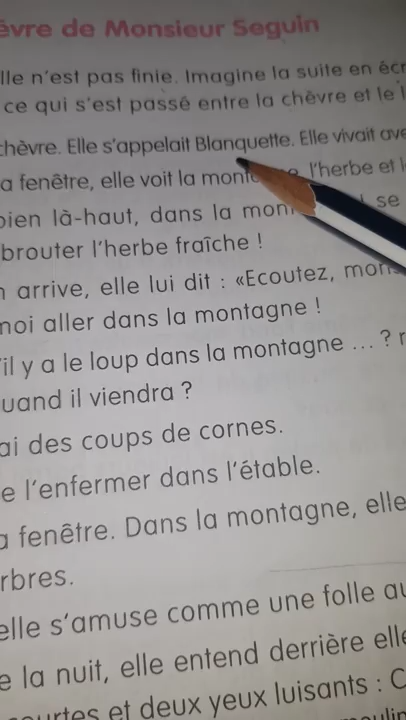 èvre de Monsieur Seguin
lle n'est pas finie. Imagine la suite en écr
ce qui s'est passé entre la chèvre et le l
chèvre. Elle s'appelait Blanquette. Elle vivait ave
a fenêtre, elle voit la l'herbe et l
bien là-haut, dans la mon se
brouter l'herbe fraîche !
n arrive, elle lui dit : «Ecoutez, mons
moi aller dans la montagne !
'il y a le loup dans la montagne ... ? r
uand il viendra ?
ai des coups de cornes.
e l'enfermer dans l'étable.
a fenêtre. Dans la montagne, elle
rbres.
elle s'amuse comme une folle au
e la nuit, elle entend derrière elle
ourtes et deux yeux luisants : C